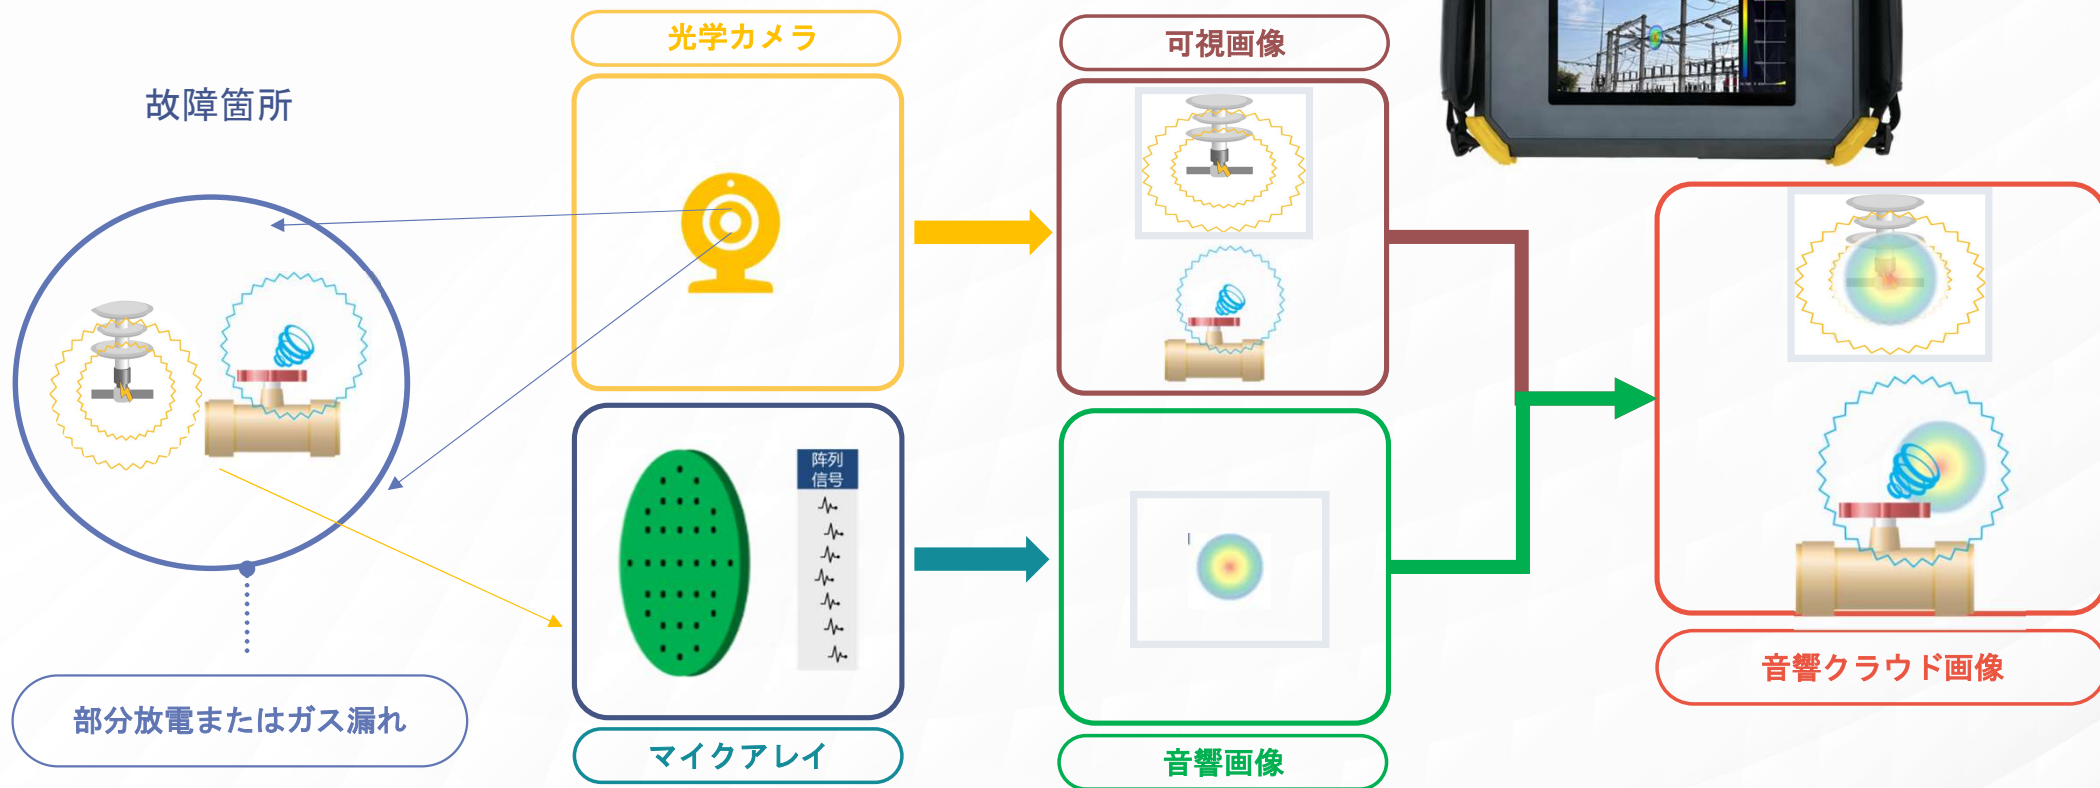 光学カメラ
可視画像
故障箇所
阵列
信号
部分放電またはガス漏れ
マイクアレイ
音響画像
音響クラウド画像